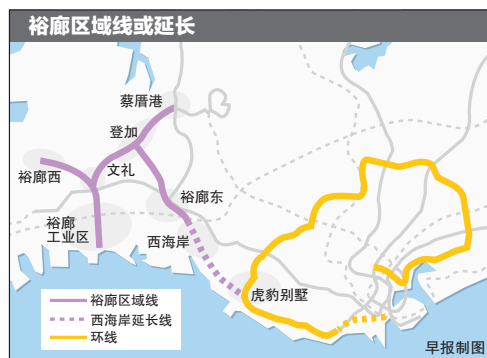 裕廊区域线或延长
蔡厝港
登加
文礼
裕廊西
裕廊东
裕廊
工业区
西海岸
虎豹别墅
裕廊区域线
西海岸延长线
环线
早报制图